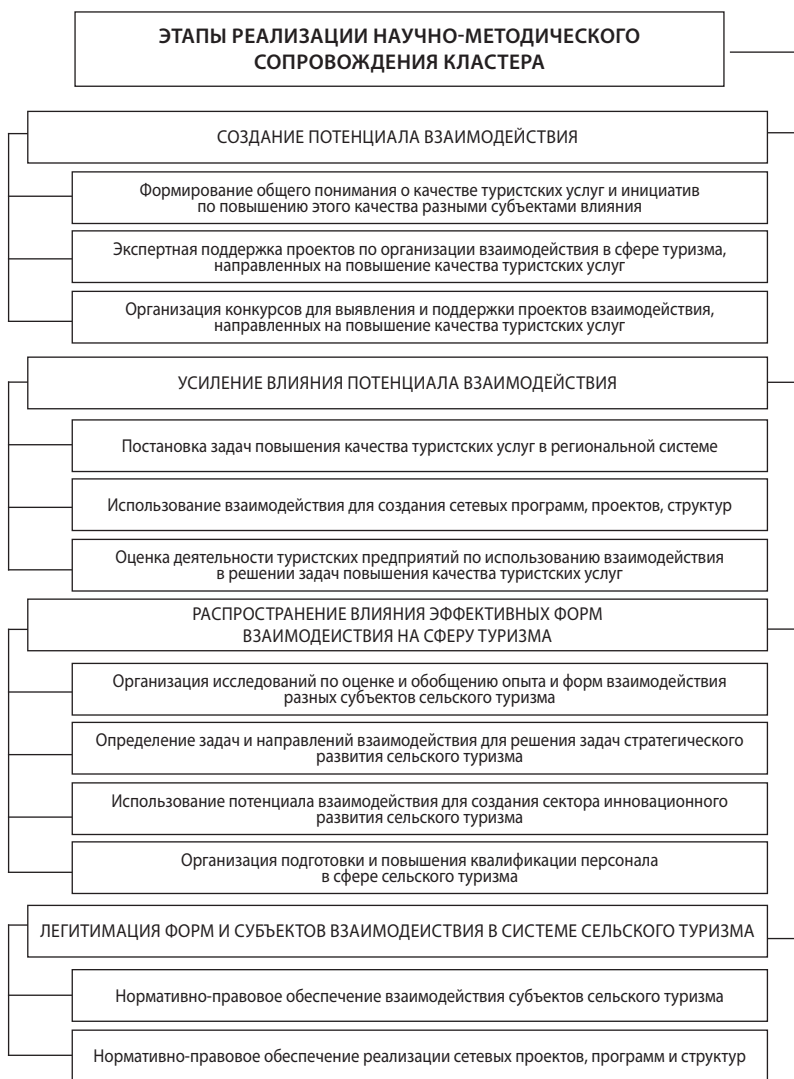 ЭТАПЫ РЕАЛИЗАЦИИ НАУЧНО-МЕТОДИЧЕСКОГО
СОПРОВОЖДЕНИЯ КЛАСТЕРА
СОЗДАНИЕ ПОТЕНЦИАЛА ВЗАИМОДЕЙСТВИЯ
Формирование общего понимания о качестве туристских услуг и инициатив
по повышению этого качества разными субъектами влияния
Экспертная поддержка проектов по организации взаимодействия в сфере туризма,
направленных на повышение качества туристских услуг
Организация конкурсов для выявления и поддержки проектов взаимодействия,
направленных на повышение качества туристских услуг
УСИЛЕНИЕ ВЛИЯНИЯ ПОТЕНЦИАЛА ВЗАИМОДЕЙСТВИЯ
Постановка задач повышения качества туристских услуг в региональной системе
Использование взаимодействия для создания сетевых программ, проектов, структур
Оценка деятельности туристских предприятий по использованию взаимодействия
в решении задач повышения качества туристских услуг
РАСПРОСТРАНЕНИЕ ВЛИЯНИЯ ЭФФЕКТИВНЫХ ФОРМ
ВЗАИМОДЕИСТВИЯ НА СФЕРУ ТУРИЗМА
Организация исследований по оценке и обобщению опыта и форм взаимодействия
разных субъектов сельского туризма
Определение задач и направлений взаимодействия для решения задач стратегического
развития сельского туризма
Использование потенциала взаимодействия для создания сектора инновационного
развития сельского туризма
Организация подготовки и повышения квалификации персонала
в сфере сельского туризма
ЛЕГИТИМАЦИЯ ФОРМ И СУБЪЕКТОВ ВЗАИМОДЕИСТВИЯ В СИСТЕМЕ СЕЛЬСКОГО ТУРИЗМА
Нормативно-правовое обеспечение взаимодействия субъектов сельского туризма
Нормативно-правовое обеспечение реализации сетевых проектов, программ и структур